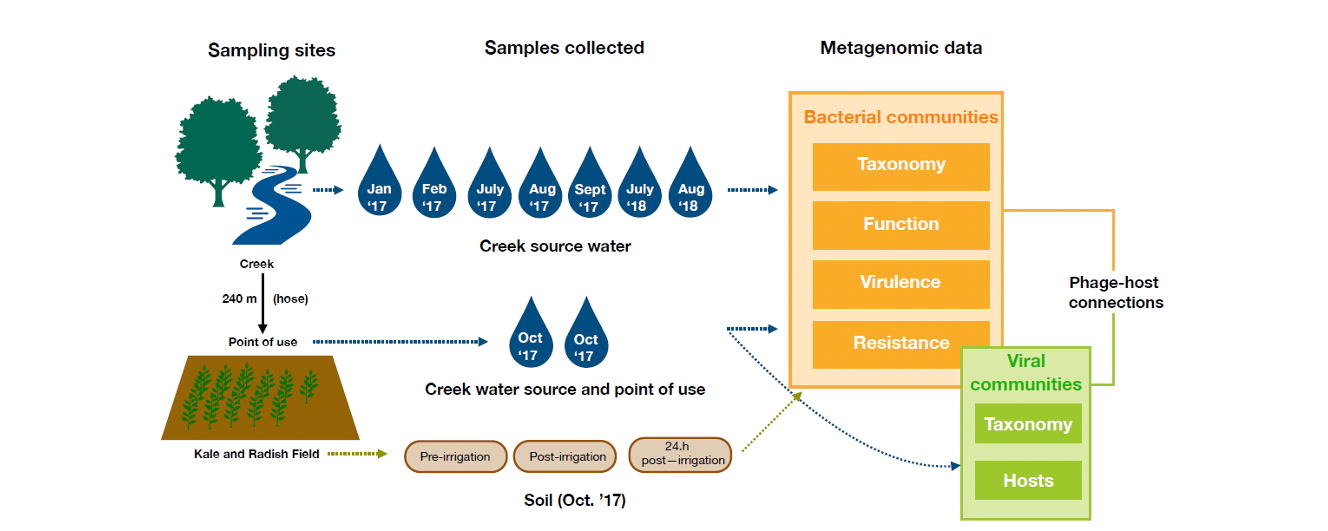 Sampling sites
Samples collected
Metagenomic data
Jan
‘17
Feb
‘17
July
‘17
Aug
‘17
Sept
‘17
July
‘18
Aug
‘18
Creek source water
Creek
240 m (hose)
Point of use
Oct
‘17
Oct
‘17
Creek water source and point of use
Kale and Radish Field
Pre-irrigation
Post-irrigation
24.h
post—irrigation
Soil (Oct. ’17)
Bacterial communities
Taxonomy
Function
Virulence
Resistance
Phage-host
connections
Viral
communities
Taxonomy
Hosts